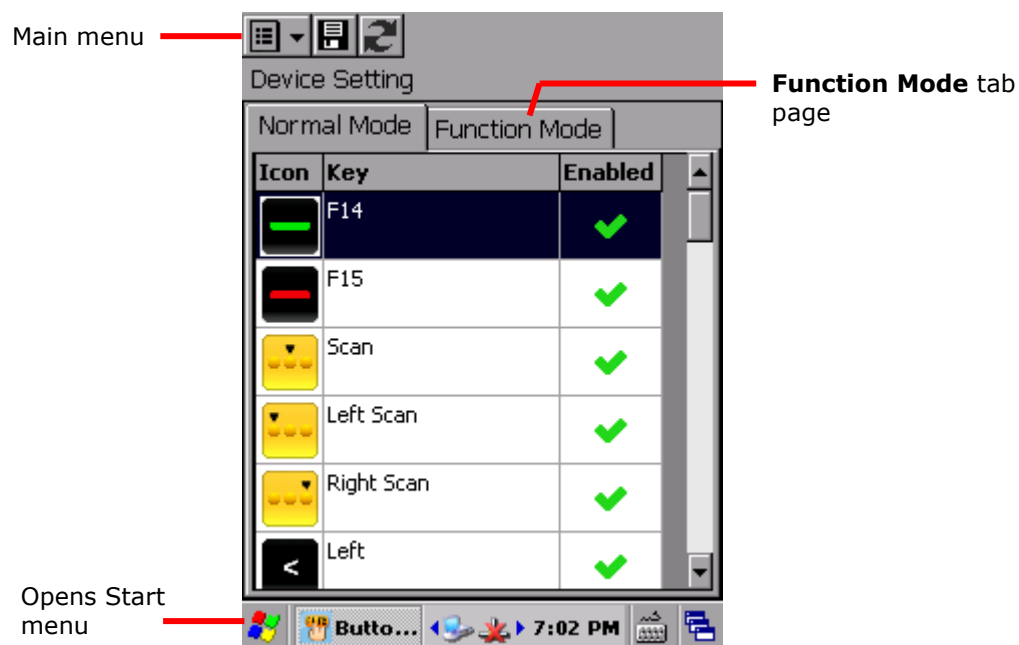 Main menu
Device Setting
Function Mode tab
page
Normal Mode
Function Mode
Icon Key Enabled
F14
F15
Scan
Left Scan
Right Scan
< Left
Opens Start
menu
Butto... 7:02 PM